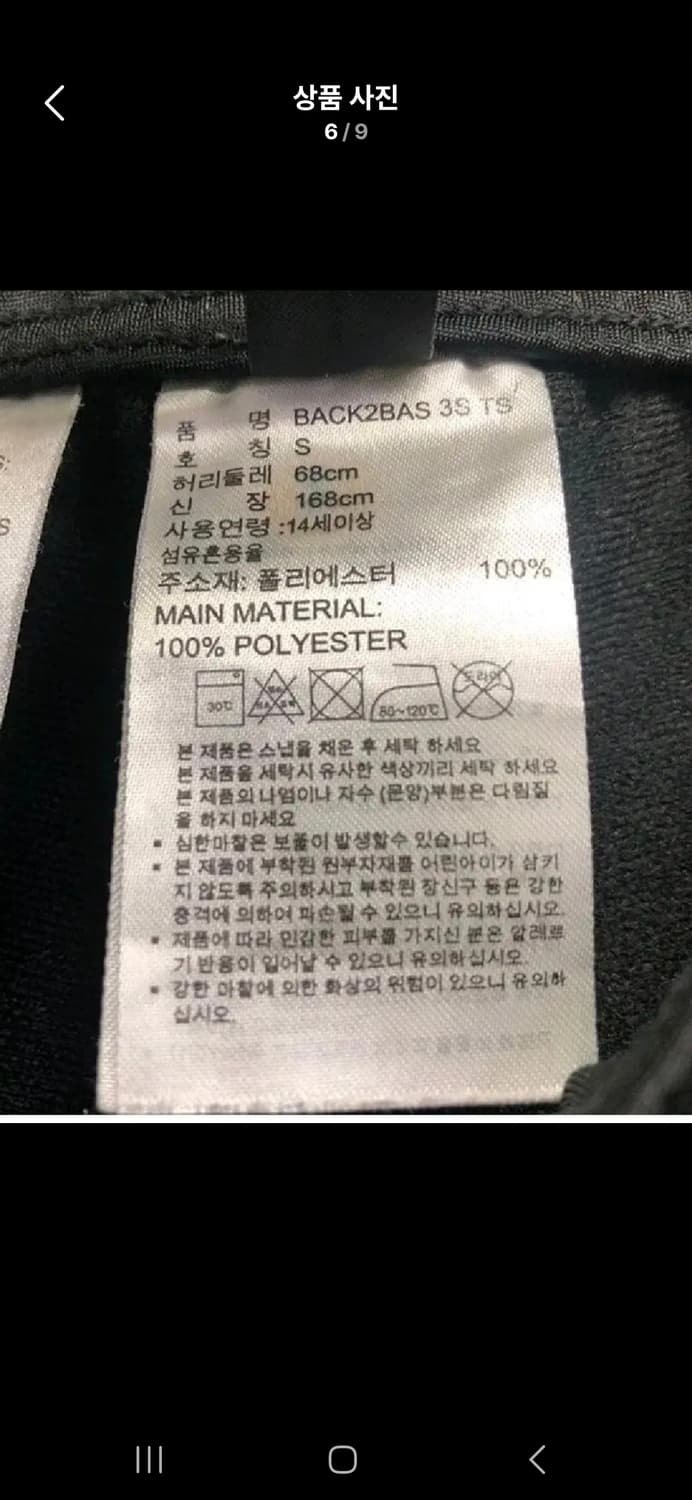 상품 사진
6 / 9
품 명 BACK2BAS 3S TS
호 칭 S
허리둘레 68cm
신 장 168cm
사용연령 :14세이상
섬유혼용율
주소재: 폴리에스터 100%
MAIN MATERIAL:
100% POLYESTER
30℃
80~120℃
드라이
본 제품은 스냅을 채운 후 세탁 하세요
본 제품을 세탁시 유사한 색상끼리 세탁 하세요
본 제품의 나염이나 자수 (문양)부분은 다림질
을 하지 마세요
▪ 심한마찰은 보풀이 발생할수 있습니다.
▪ 본 제품에 부착된 원부자재를 어린아이가 삼키
지 않도록 주의하시고 부착된 장신구 등은 강한
충격에 의하여 파손될 수 있으니 유의하십시오.
▪ 제품에 따라 민감한 피부를 가지신 분은 알레르
기 반응이 일어날 수 있으니 유의하십시오.
▪ 강한 마찰에 의한 화상의 위험이 있으니 유의하
십시오.